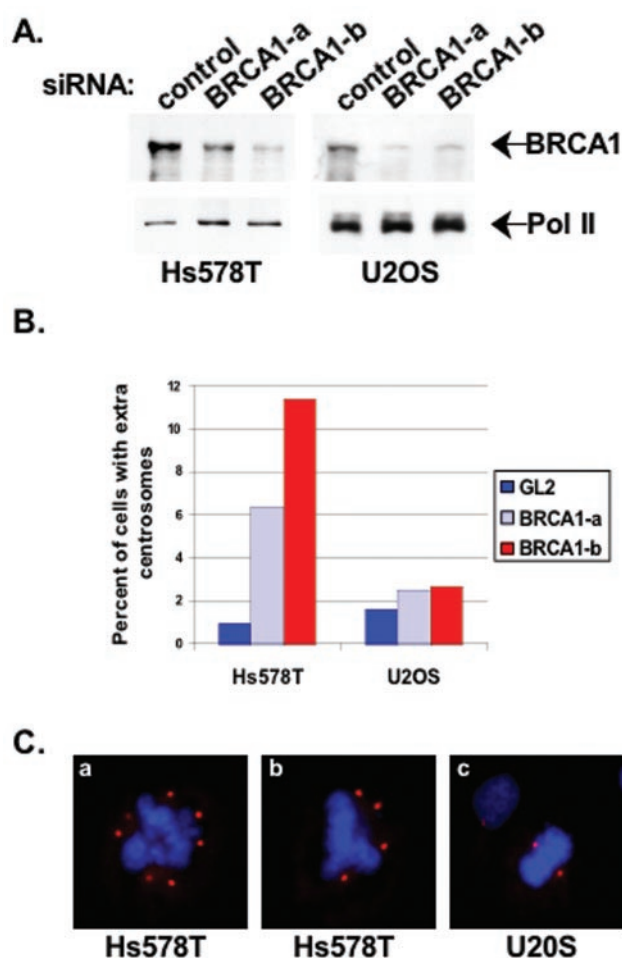 A.
siRNA: control BRCA1-a BRCA1-b control BRCA1-a BRCA1-b
BRCA1
Pol II
Hs578T U2OS
B.
Percent of cells with extra centrosomes
12
10
8
6
4
2
0
Hs578T U2OS
GL2
BRCA1-a
BRCA1-b
C.
a b c
Hs578T Hs578T U20S